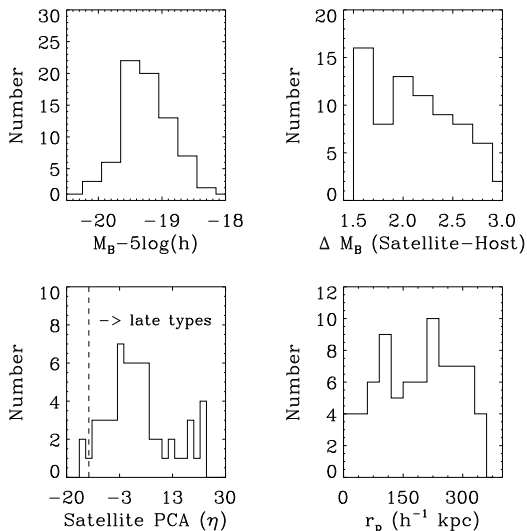 30
25
20
15
10
5
0
Number
-20 -19 -18
M_B-5log(h)
20
15
10
5
0
Number
1.5 2.0 2.5 3.0
Δ M_B (Satellite-Host)
10
8
6
4
2
0
Number
-> late types
-20 -3 13 30
Satellite PCA (η)
12
10
8
6
4
2
0
Number
0 150 300
r_p (h⁻¹ kpc)